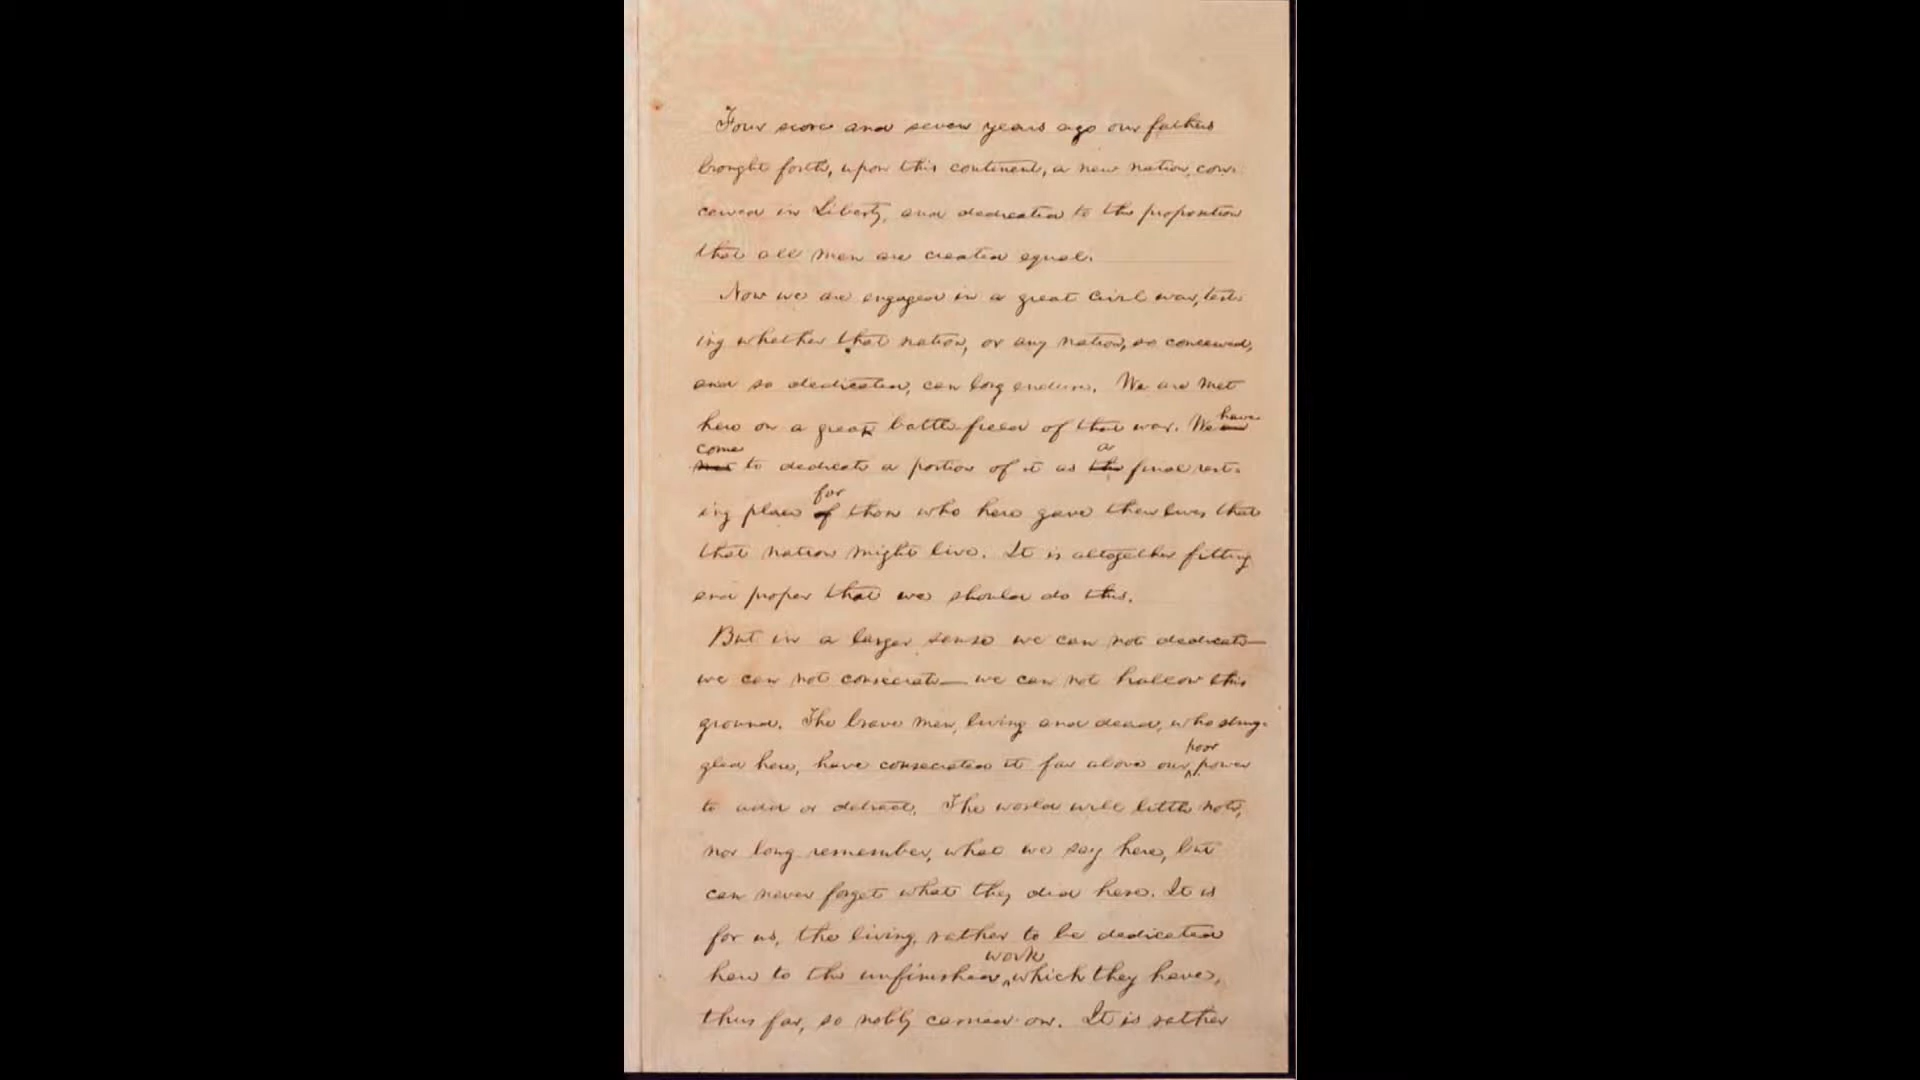 Four score and seven years ago our fathers
brought forth, upon this continent, a new nation, con-
ceived in Liberty, and dedicated to the proposition
that all men are created equal.
Now we are engaged in a great civil war, test-
ing whether that nation, or any nation, so conceived,
and so dedicated, can long endure. We are met
here on a great battle-field of that war. We are have
met come to dedicate a portion of it as the a final rest-
ing place of for those who here gave their lives that
that nation might live. It is altogether fitting
and proper that we should do this.
But in a larger sense we can not dedicate—
we can not consecrate— we can not hallow this
ground. The brave men, living and dead, who strug-
gled here, have consecrated it far above our poor power
to add or detract. The world will little note,
nor long remember, what we say here, but
can never forget what they did here. It is
for us, the living, rather to be dedicated
here to the unfinished work which they have,
thus far, so nobly carried on. It is rather